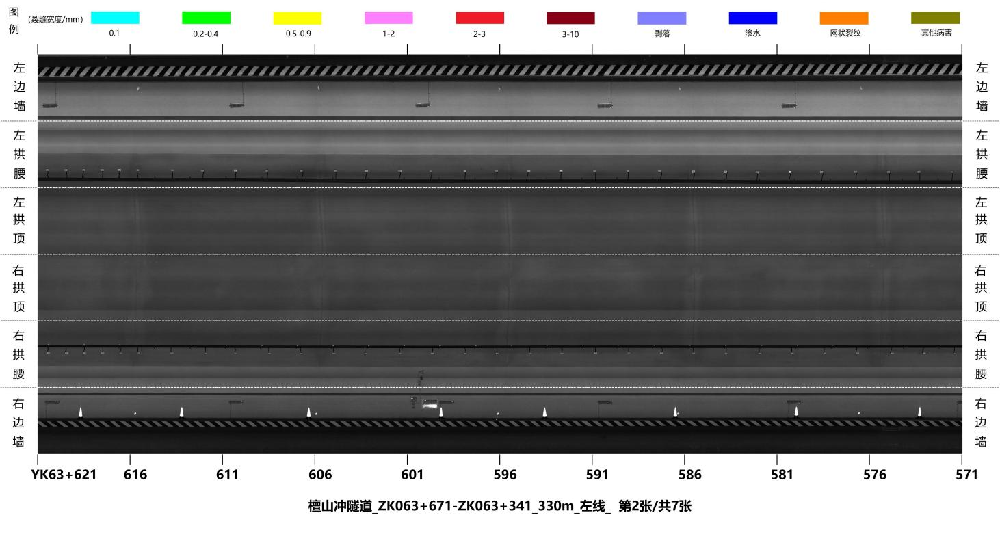 图例 (裂缝宽度/mm)
0.1 0.2-0.4 0.5-0.9 1-2 2-3 3-10 剥落 渗水 网状裂纹 其他病害
左边墙 左边墙
左拱腰 左拱腰
左拱顶 左拱顶
右拱顶 右拱顶
右拱腰 右拱腰
右边墙 右边墙
YK63+621 616 611 606 601 596 591 586 581 576 571
檀山冲隧道_ZK063+671-ZK063+341_330m_左线_ 第2张/共7张